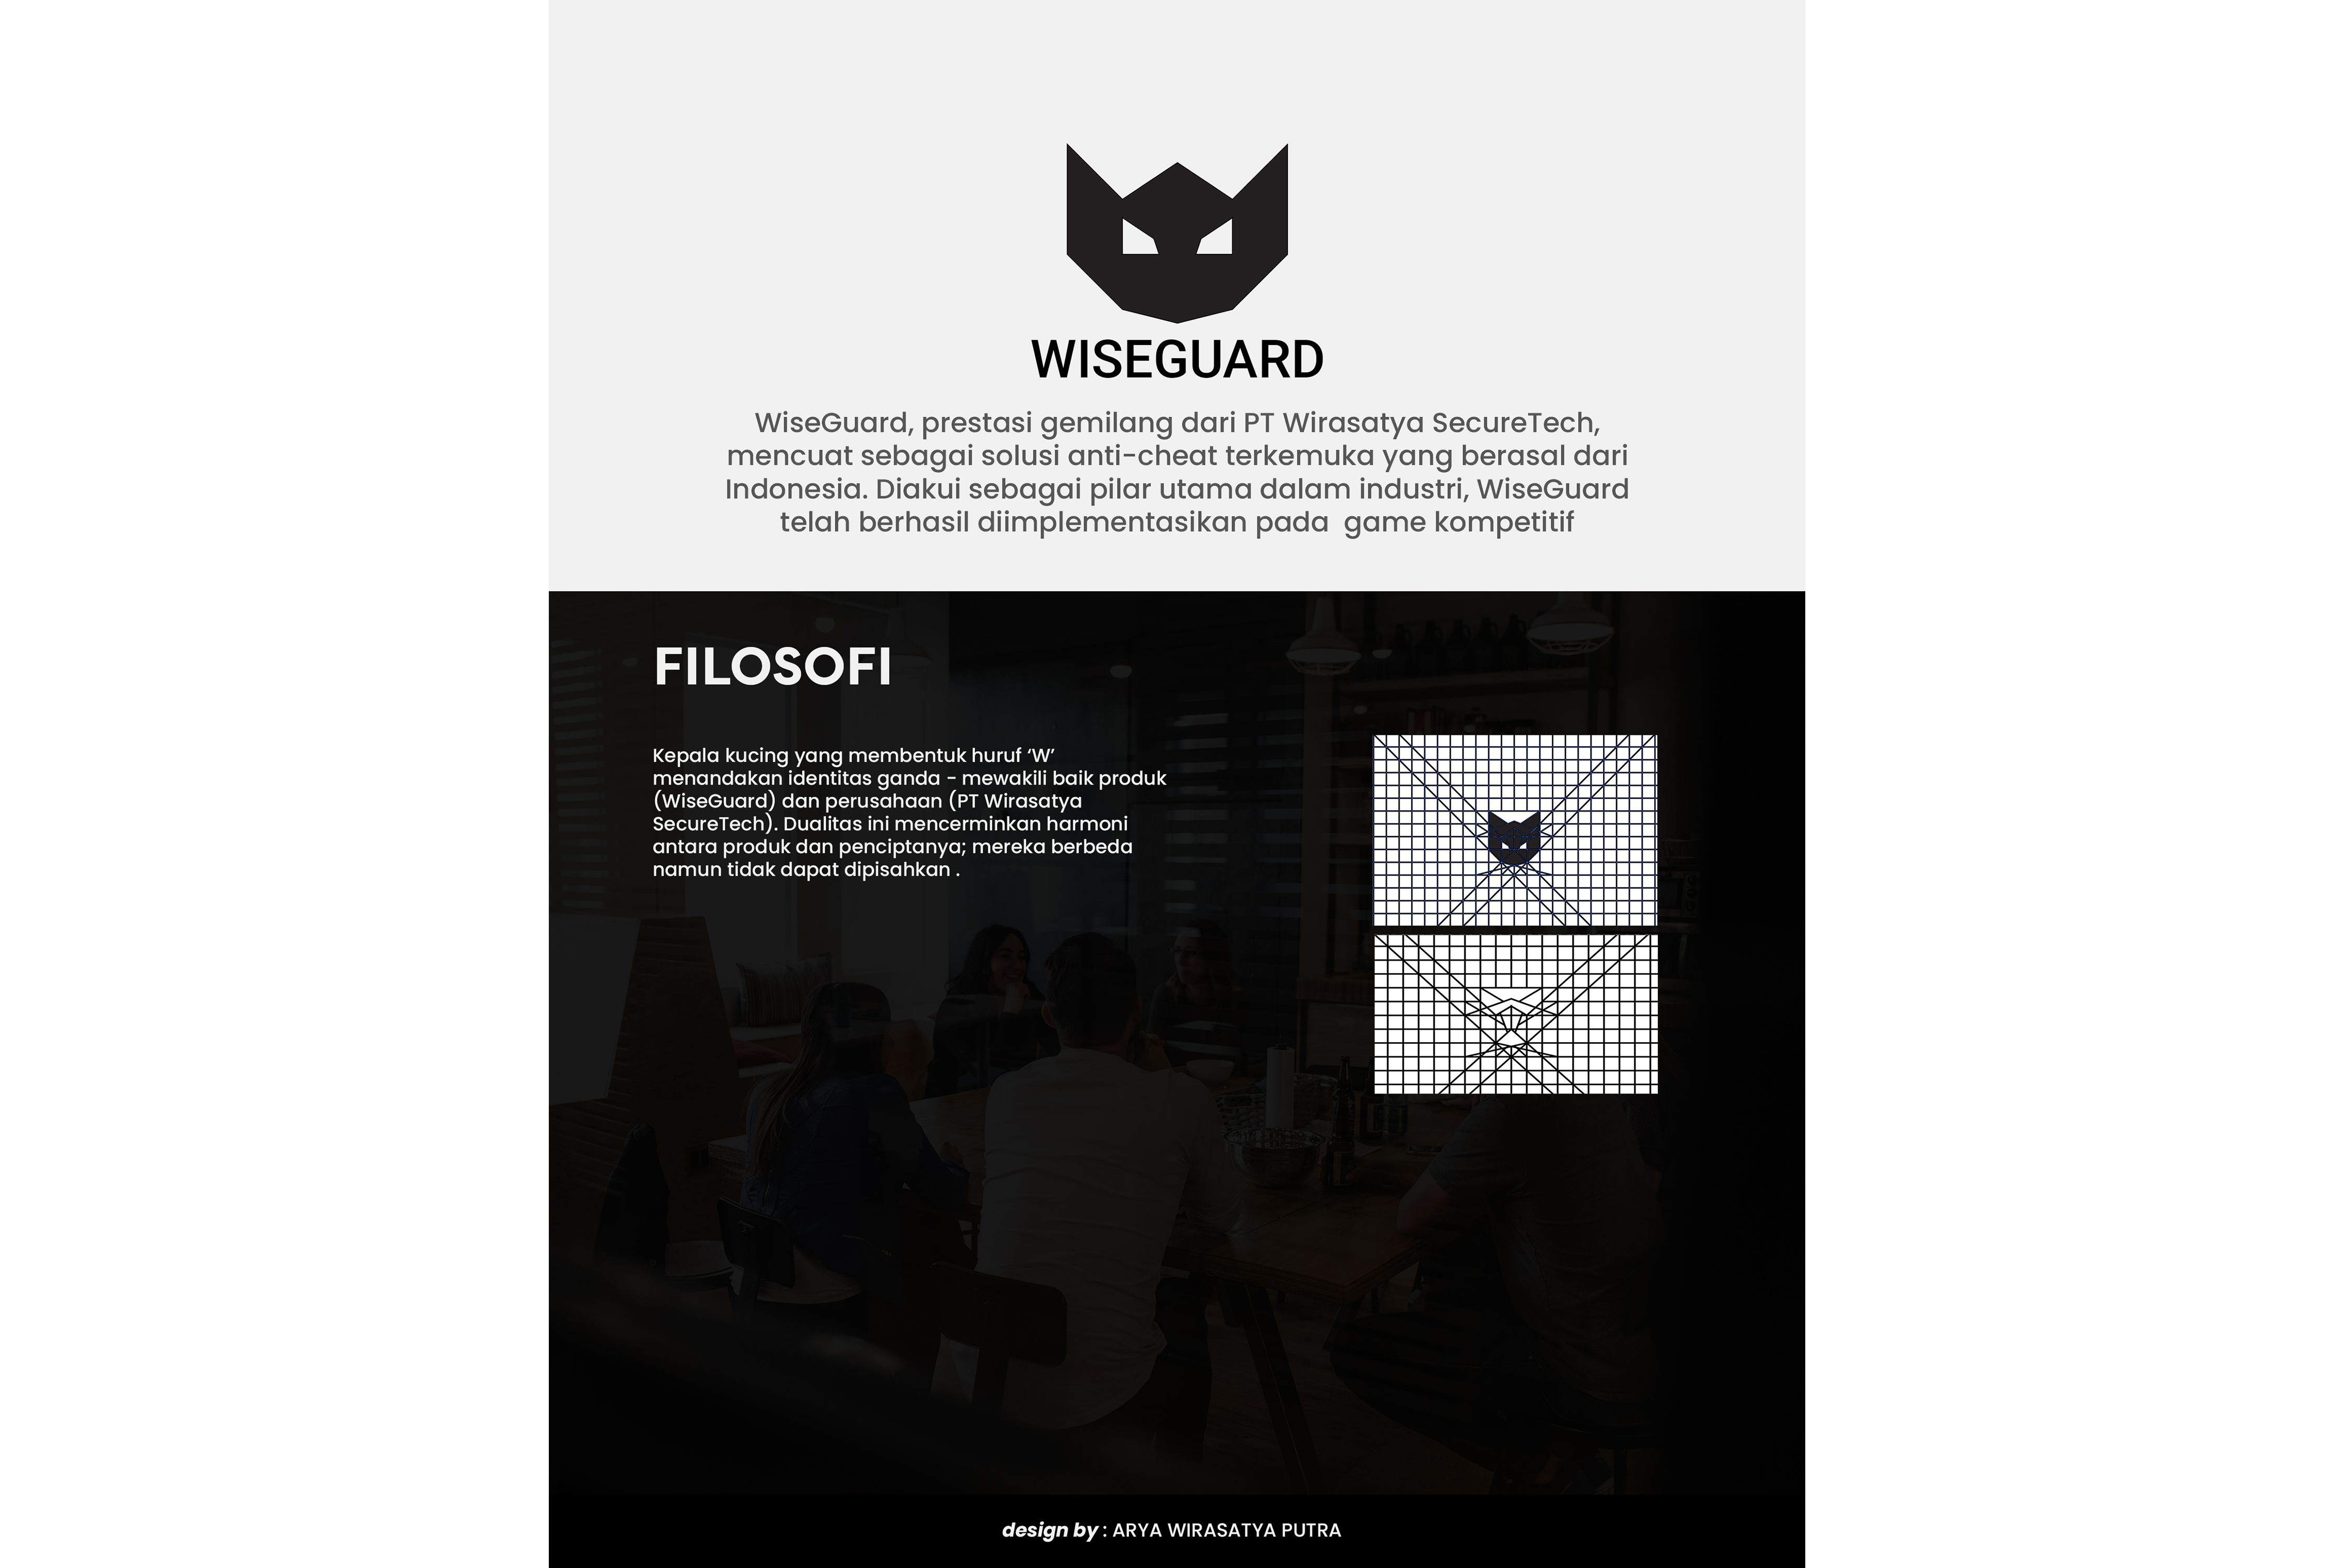 WISEGUARD
WiseGuard, prestasi gemilang dari PT Wirasatya SecureTech,
mencuat sebagai solusi anti-cheat terkemuka yang berasal dari
Indonesia. Diakui sebagai pilar utama dalam industri, WiseGuard
telah berhasil diimplementasikan pada  game kompetitif
FILOSOFI
Kepala kucing yang membentuk huruf ‘W’
menandakan identitas ganda - mewakili baik produk
(WiseGuard) dan perusahaan (PT Wirasatya
SecureTech). Dualitas ini mencerminkan harmoni
antara produk dan penciptanya; mereka berbeda
namun tidak dapat dipisahkan .
design by : ARYA WIRASATYA PUTRA